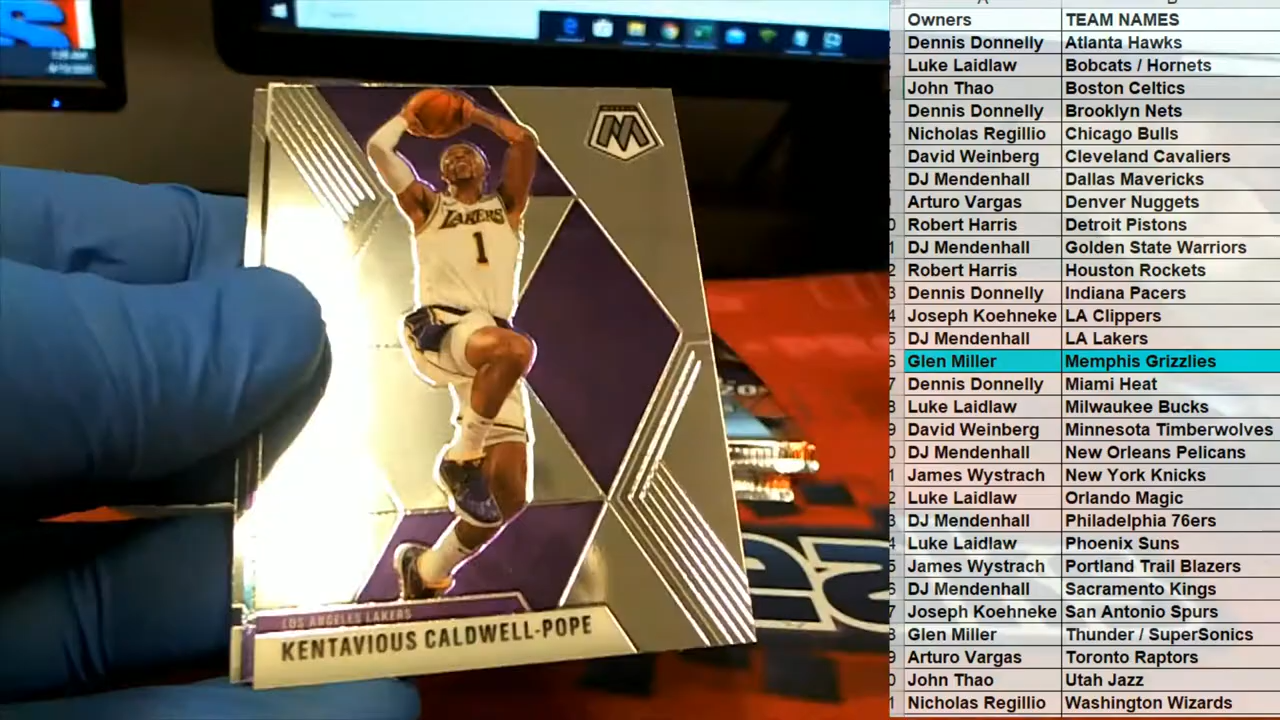 LAKERS
1
LOS ANGELES LAKERS
KENTAVIOUS CALDWELL-POPE
Owners TEAM NAMES
Dennis Donnelly Atlanta Hawks
Luke Laidlaw Bobcats / Hornets
John Thao Boston Celtics
Dennis Donnelly Brooklyn Nets
Nicholas Regillio Chicago Bulls
David Weinberg Cleveland Cavaliers
DJ Mendenhall Dallas Mavericks
Arturo Vargas Denver Nuggets
Robert Harris Detroit Pistons
DJ Mendenhall Golden State Warriors
Robert Harris Houston Rockets
Dennis Donnelly Indiana Pacers
Joseph Koehneke LA Clippers
DJ Mendenhall LA Lakers
Glen Miller Memphis Grizzlies
Dennis Donnelly Miami Heat
Luke Laidlaw Milwaukee Bucks
David Weinberg Minnesota Timberwolves
DJ Mendenhall New Orleans Pelicans
James Wystrach New York Knicks
Luke Laidlaw Orlando Magic
DJ Mendenhall Philadelphia 76ers
Luke Laidlaw Phoenix Suns
James Wystrach Portland Trail Blazers
DJ Mendenhall Sacramento Kings
Joseph Koehneke San Antonio Spurs
Glen Miller Thunder / SuperSonics
Arturo Vargas Toronto Raptors
John Thao Utah Jazz
Nicholas Regillio Washington Wizards